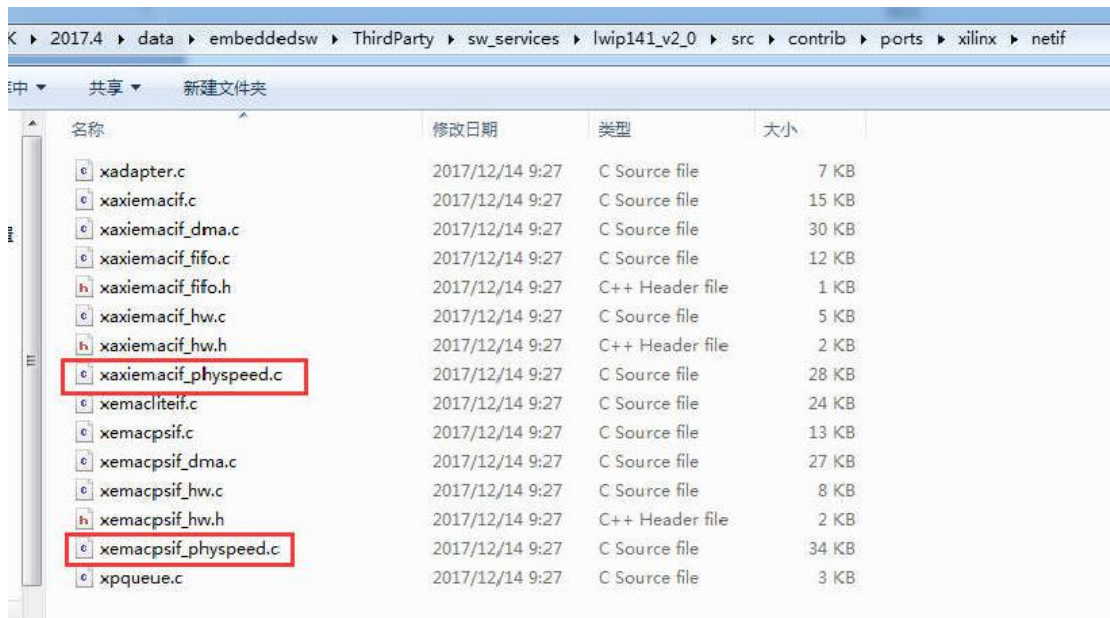 K ▸ 2017.4 ▸ data ▸ embeddedsw ▸ ThirdParty ▸ sw_services ▸ lwip141_v2_0 ▸ src ▸ contrib ▸ ports ▸ xilinx ▸ netif
中 ▾ 共享 ▾ 新建文件夹
名称 修改日期 类型 大小
xadapter.c 2017/12/14 9:27 C Source file 7 KB
xaxiemacif.c 2017/12/14 9:27 C Source file 15 KB
xaxiemacif_dma.c 2017/12/14 9:27 C Source file 30 KB
xaxiemacif_fifo.c 2017/12/14 9:27 C Source file 12 KB
xaxiemacif_fifo.h 2017/12/14 9:27 C++ Header file 1 KB
xaxiemacif_hw.c 2017/12/14 9:27 C Source file 5 KB
xaxiemacif_hw.h 2017/12/14 9:27 C++ Header file 2 KB
xaxiemacif_physpeed.c 2017/12/14 9:27 C Source file 28 KB
xemacliteif.c 2017/12/14 9:27 C Source file 24 KB
xemacpsif.c 2017/12/14 9:27 C Source file 13 KB
xemacpsif_dma.c 2017/12/14 9:27 C Source file 27 KB
xemacpsif_hw.c 2017/12/14 9:27 C Source file 8 KB
xemacpsif_hw.h 2017/12/14 9:27 C++ Header file 2 KB
xemacpsif_physpeed.c 2017/12/14 9:27 C Source file 34 KB
xpqueue.c 2017/12/14 9:27 C Source file 3 KB